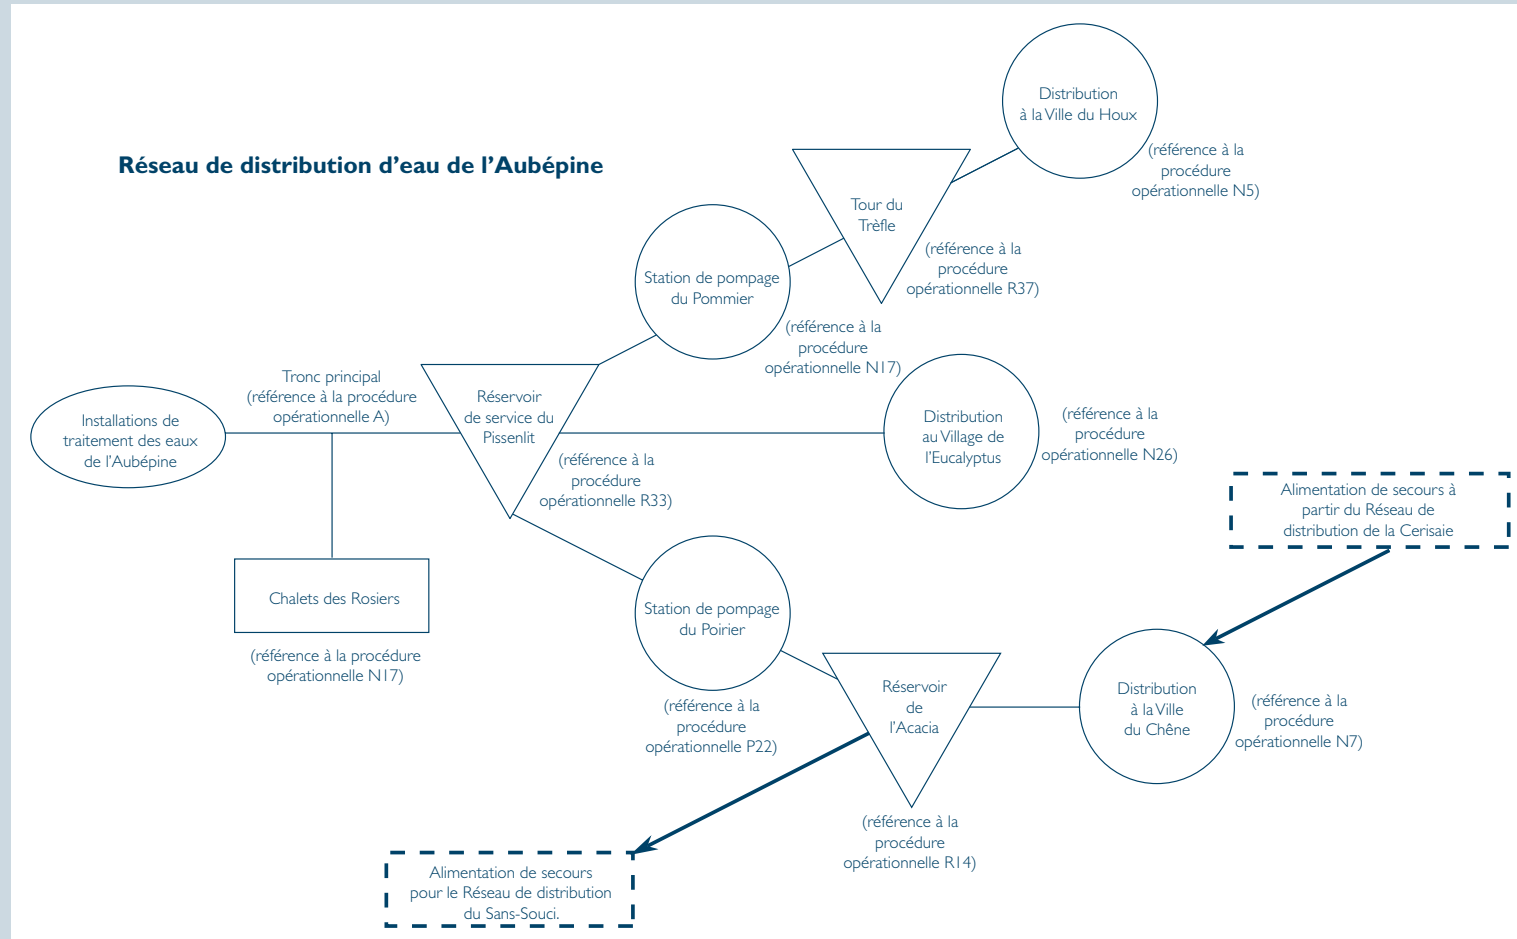 Réseau de distribution d'eau de l'Aubépine
Distribution
à la Ville du Houx
(référence à la
procédure
opérationnelle N5)
Tour du
Trèfle
(référence à la
procédure
opérationnelle R37)
Station de pompage
du Pommier
(référence à la
procédure
opérationnelle N17)
Tronc principal
(référence à la procédure
opérationnelle A)
Installations de
traitement des eaux
de l'Aubépine
Réservoir
de service du
Pissenlit
(référence à la
procédure
opérationnelle R33)
Distribution
au Village de
l'Eucalyptus
(référence à la
procédure
opérationnelle N26)
Alimentation de secours à
partir du Réseau de
distribution de la Cerisaie
Chalets des Rosiers
(référence à la procédure
opérationnelle N17)
Station de pompage
du Poirier
(référence à la
procédure
opérationnelle P22)
Réservoir
de
l'Acacia
(référence à la
procédure
opérationnelle R14)
Distribution
à la Ville
du Chêne
(référence à la
procédure
opérationnelle N7)
Alimentation de secours
pour le Réseau de distribution
du Sans-Souci.